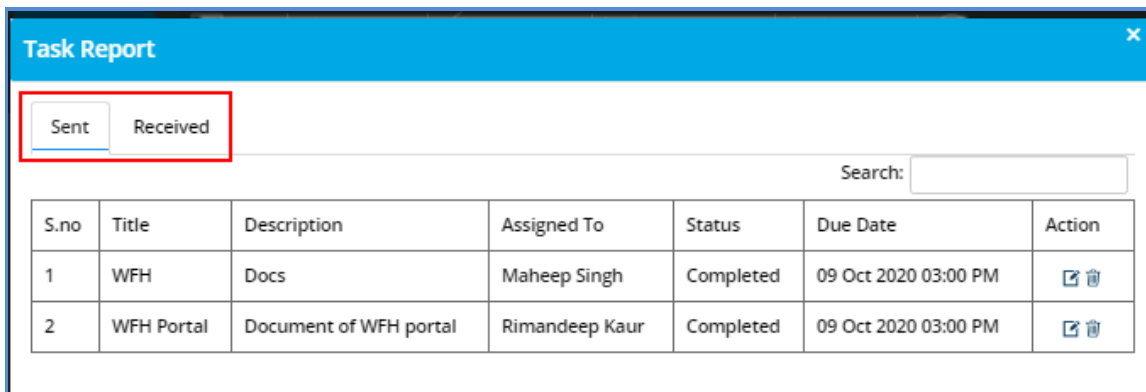 Task Report ×
Sent Received
Search:
S.no Title Description Assigned To Status Due Date Action
1 WFH Docs Maheep Singh Completed 09 Oct 2020 03:00 PM
2 WFH Portal Document of WFH portal Rimandeep Kaur Completed 09 Oct 2020 03:00 PM